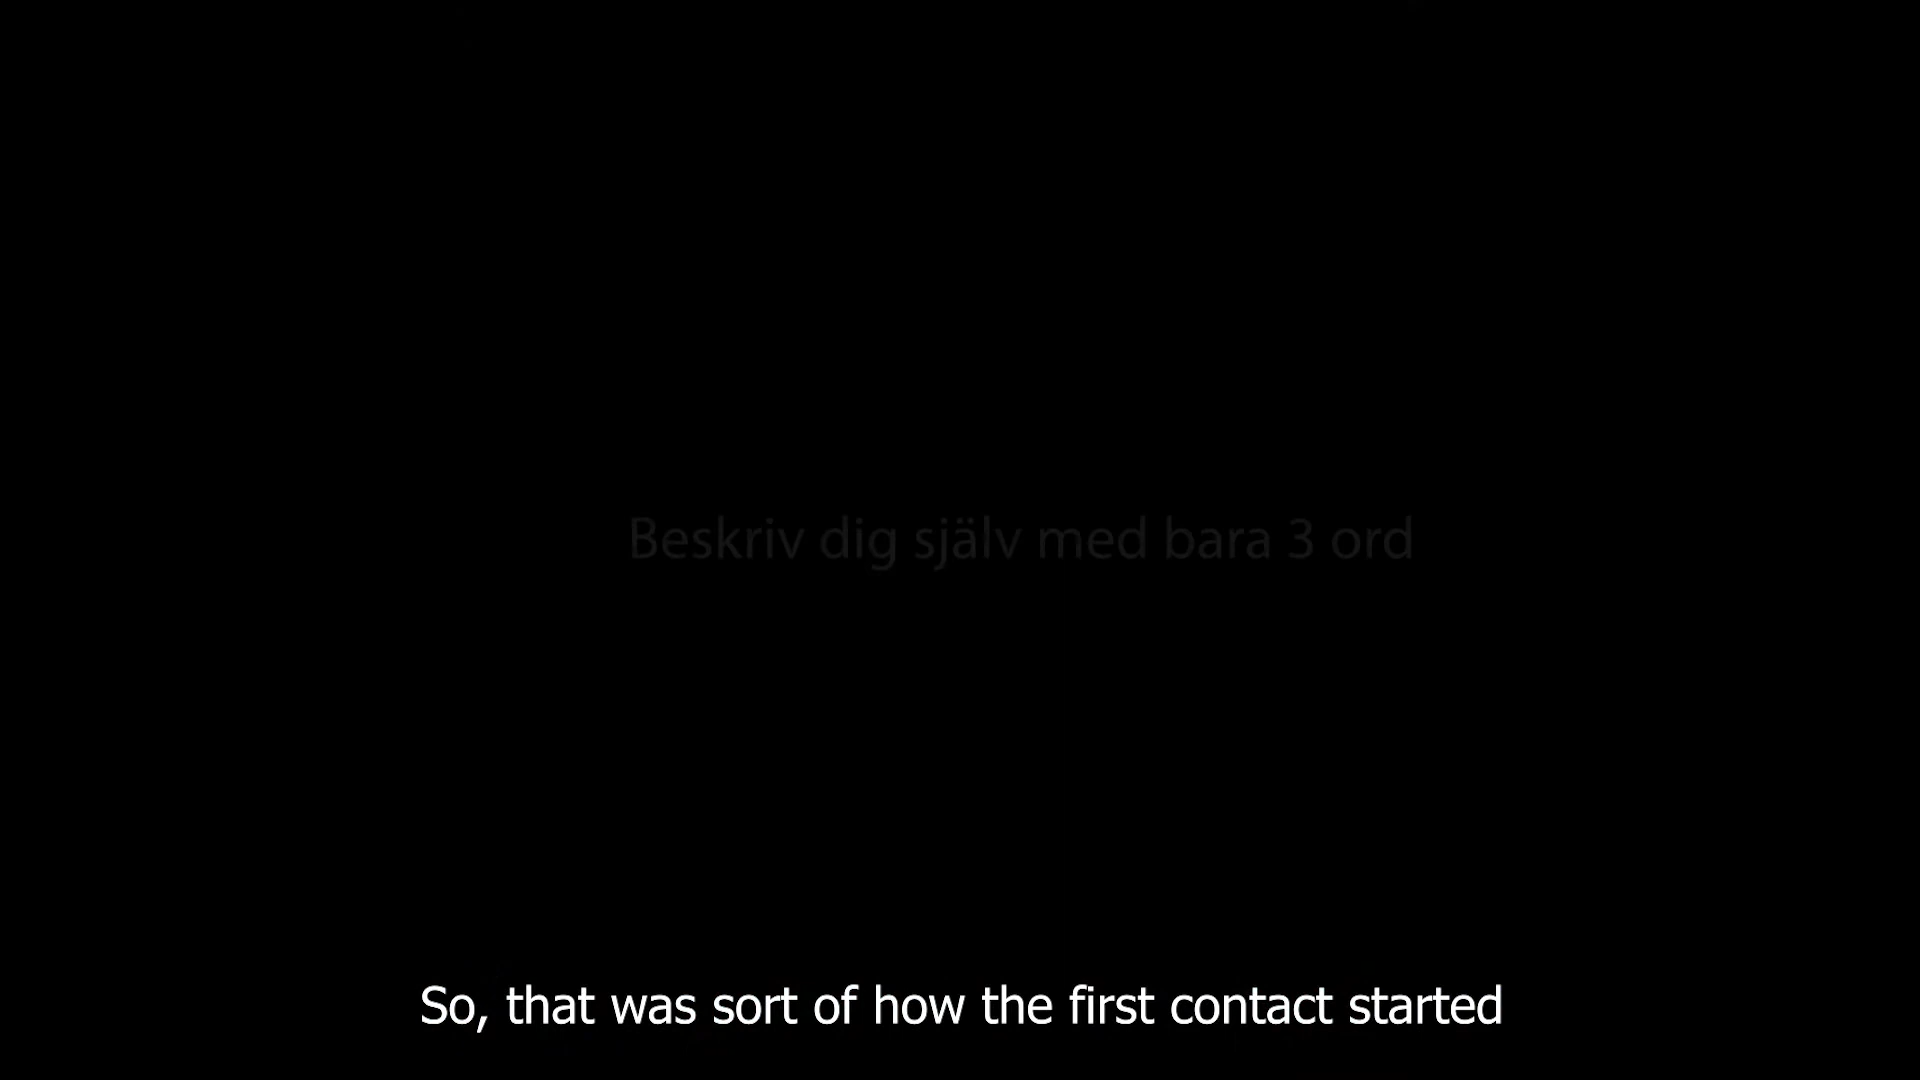 Beskriv dig själv med bara 3 ord
So, that was sort of how the first contact started